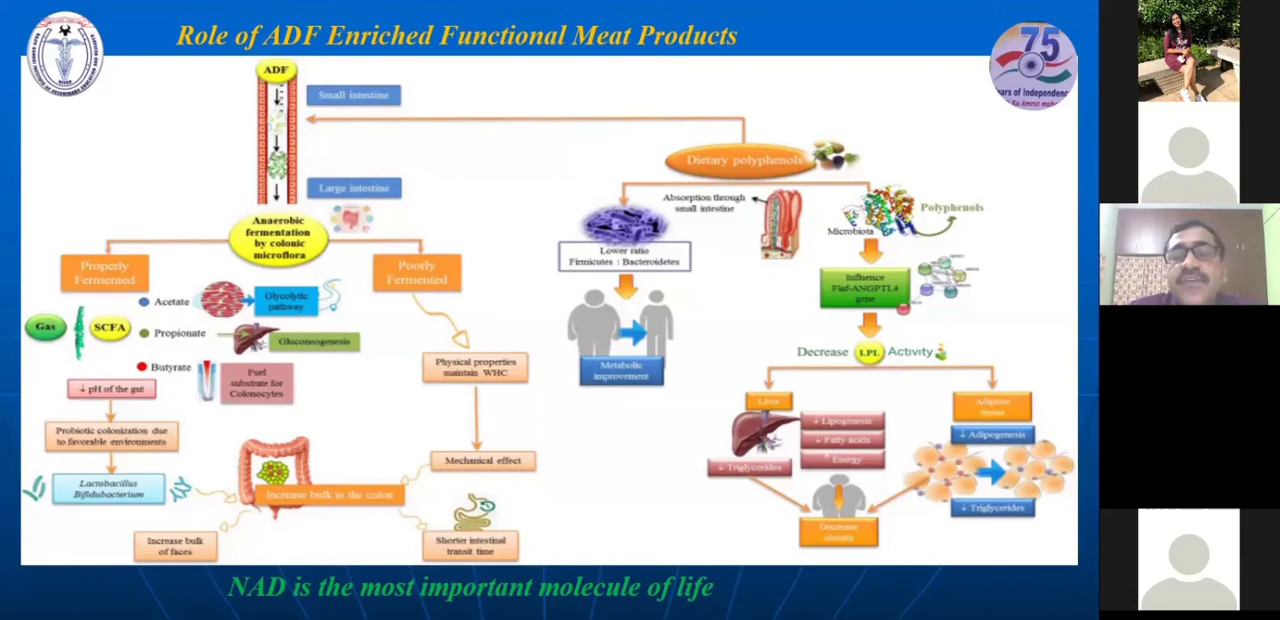 Role of ADF Enriched Functional Meat Products
75
ears of Independenc
ADF
Small intestine
Large intestine
Anaerobic
fermentation
by colonic
microflora
Properly
Fermented
Poorly
Fermented
Gas
SCFA
Acetate
Glycolytic
pathway
Propionate
Gluconeogenesis
Butyrate
Fuel
substrate for
Colonocytes
↓ pH of the gut
Probiotic colonization due
to favorable environments
Lactobacillus
Bifidubacterium
Physical properties
maintain WHC
Mechanical effect
Increase bulk in the colon
Increase bulk
of faces
Shorter intestinal
transit time
Dietary polyphenols
Absorption through
small intestine
Lower ratio
Firmicutes : Bacteroidetes
Metabolic
improvement
Microbiota
Polyphenols
Influence
Fiaf-ANGPTL4
gene
Decrease LPL Activity
Liver
↓ Lipogenesis
↓ Fatty acids
↑ Energy
↓ Triglycerides
Adipose
tissue
↓ Adipogenesis
↓ Triglycerides
Decrease
obesity
NAD is the most important molecule of life